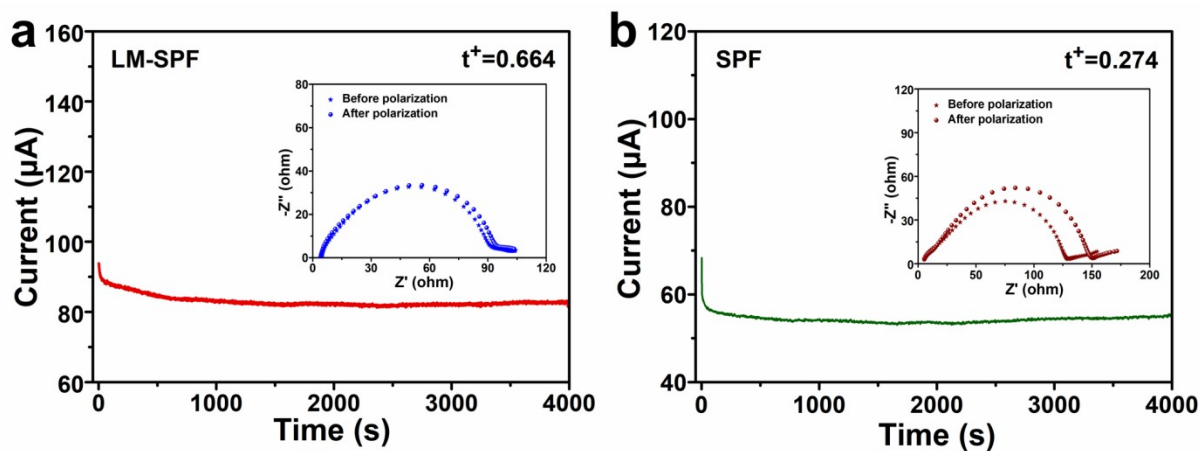 a
LM-SPF
t+=0.664
Current (μA)
160
140
120
100
80
60
0
1000
2000
3000
4000
Time (s)
Before polarization
After polarization
-Z'' (ohm)
80
60
40
20
0
0
30
60
90
120
Z' (ohm)
b
SPF
t+=0.274
Current (μA)
120
100
80
60
40
0
1000
2000
3000
4000
Time (s)
Before polarization
After polarization
-Z'' (ohm)
120
90
60
30
0
0
50
100
150
200
Z' (ohm)